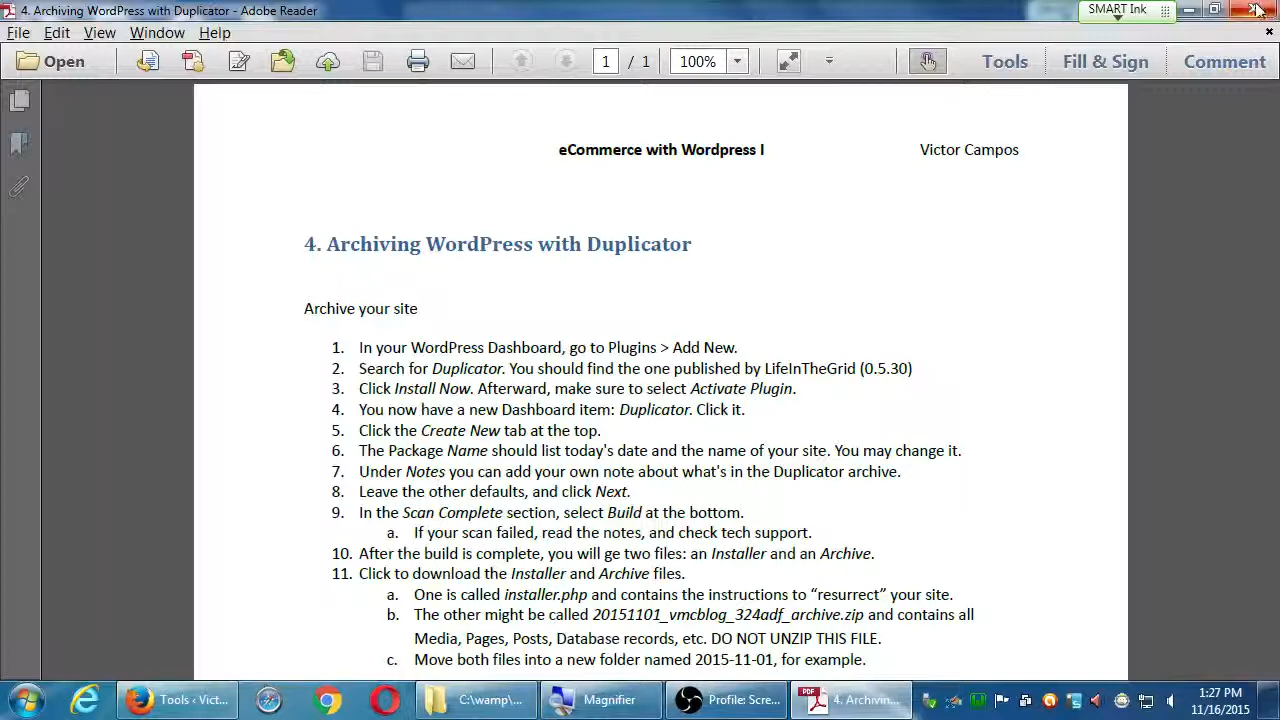 4. Archiving WordPress with Duplicator - Adobe Reader
SMART Ink
File Edit View Window Help
Open 1 / 1 100% Tools Fill & Sign Comment
eCommerce with Wordpress I Victor Campos
4. Archiving WordPress with Duplicator
Archive your site
1. In your WordPress Dashboard, go to Plugins > Add New.
2. Search for Duplicator. You should find the one published by LifeInTheGrid (0.5.30)
3. Click Install Now. Afterward, make sure to select Activate Plugin.
4. You now have a new Dashboard item: Duplicator. Click it.
5. Click the Create New tab at the top.
6. The Package Name should list today's date and the name of your site. You may change it.
7. Under Notes you can add your own note about what's in the Duplicator archive.
8. Leave the other defaults, and click Next.
9. In the Scan Complete section, select Build at the bottom.
a. If your scan failed, read the notes, and check tech support.
10. After the build is complete, you will ge two files: an Installer and an Archive.
11. Click to download the Installer and Archive files.
a. One is called installer.php and contains the instructions to “resurrect” your site.
b. The other might be called 20151101_vmcblog_324adf_archive.zip and contains all
Media, Pages, Posts, Database records, etc. DO NOT UNZIP THIS FILE.
c. Move both files into a new folder named 2015-11-01, for example.
Tools ‹ Vict... C:\wamp\... Magnifier Profile: Scre... PDF 4. Archivin... 1:27 PM
11/16/2015